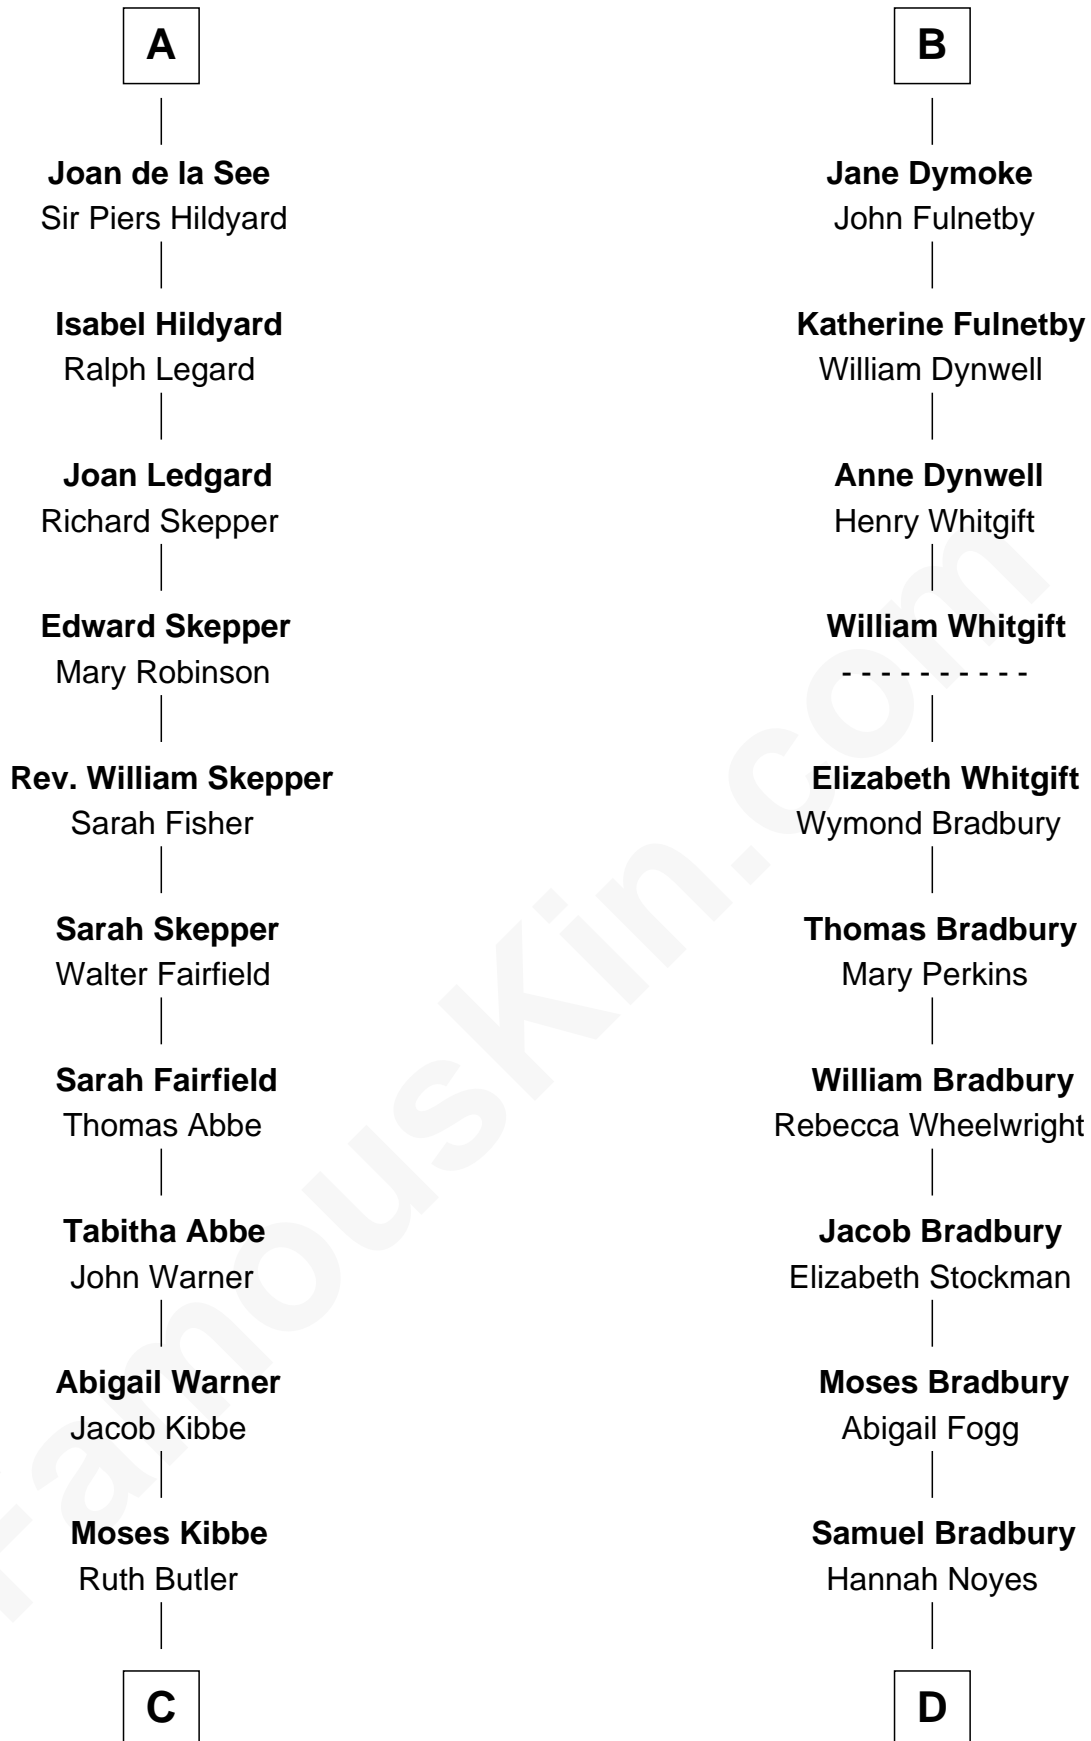 A
Joan de la See
Sir Piers Hildyard
Isabel Hildyard
Ralph Legard
Joan Ledgard
Richard Skepper
Edward Skepper
Mary Robinson
Rev. William Skepper
Sarah Fisher
Sarah Skepper
Walter Fairfield
Sarah Fairfield
Thomas Abbe
Tabitha Abbe
John Warner
Abigail Warner
Jacob Kibbe
Moses Kibbe
Ruth Butler
C
B
Jane Dymoke
John Fulnetby
Katherine Fulnetby
William Dynwell
Anne Dynwell
Henry Whitgift
William Whitgift
- - - - - - - - - -
Elizabeth Whitgift
Wymond Bradbury
Thomas Bradbury
Mary Perkins
William Bradbury
Rebecca Wheelwright
Jacob Bradbury
Elizabeth Stockman
Moses Bradbury
Abigail Fogg
Samuel Bradbury
Hannah Noyes
D
FamousKin.com